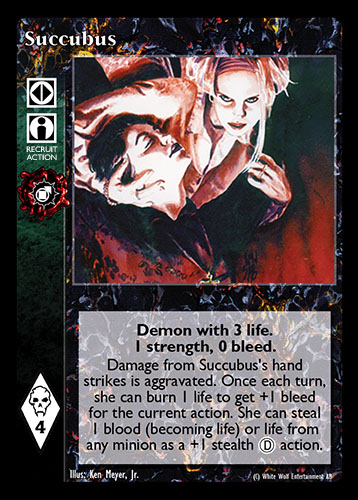 Succubus
RECRUIT
ACTION
Demon with 3 life.
1 strength, 0 bleed.
Damage from Succubus's hand
strikes is aggravated. Once each turn,
she can burn 1 life to get +1 bleed
for the current action. She can steal
1 blood (becoming life) or life from
any minion as a +1 stealth Ⓓ action.
4
Illus: Ken Meyer, Jr.
(C) White Wolf Entertainment AB